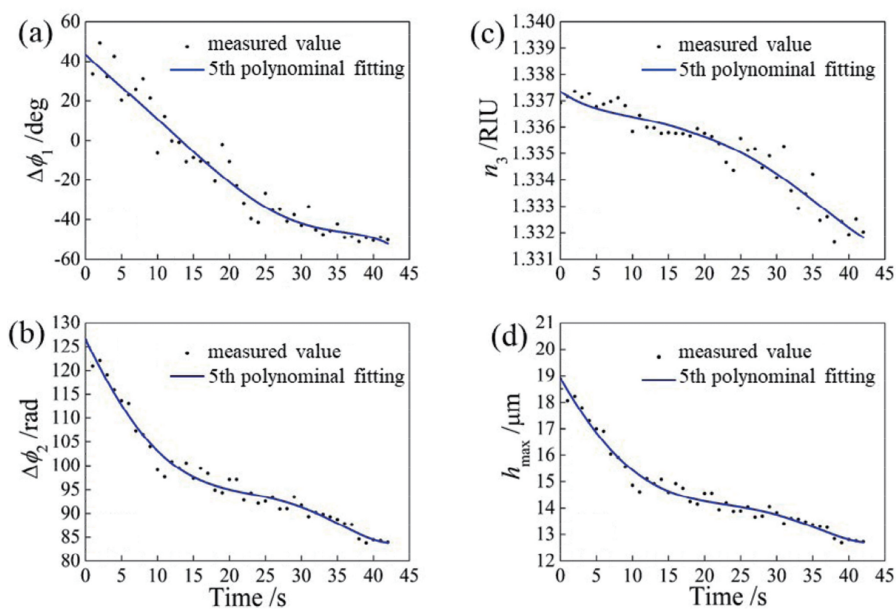 (a)
60
40
20
0
-20
-40
-60
Δϕ₁ /deg
measured value
5th polynominal fitting
0 5 10 15 20 25 30 35 40 45
(c)
1.340
1.339
1.337
1.336
1.335
1.334
1.332
1.331
n₃ /RIU
measured value
5th polynominal fitting
0 5 10 15 20 25 30 35 40 45
(b)
130
125
120
115
110
105
100
95
90
85
80
Δϕ₂ /rad
measured value
5th polynominal fitting
0 5 10 15 20 25 30 35 40 45
Time /s
(d)
21
20
19
18
17
16
15
14
13
12
hmax /μm
measured value
5th polynominal fitting
0 5 10 15 20 25 30 35 40 45
Time /s